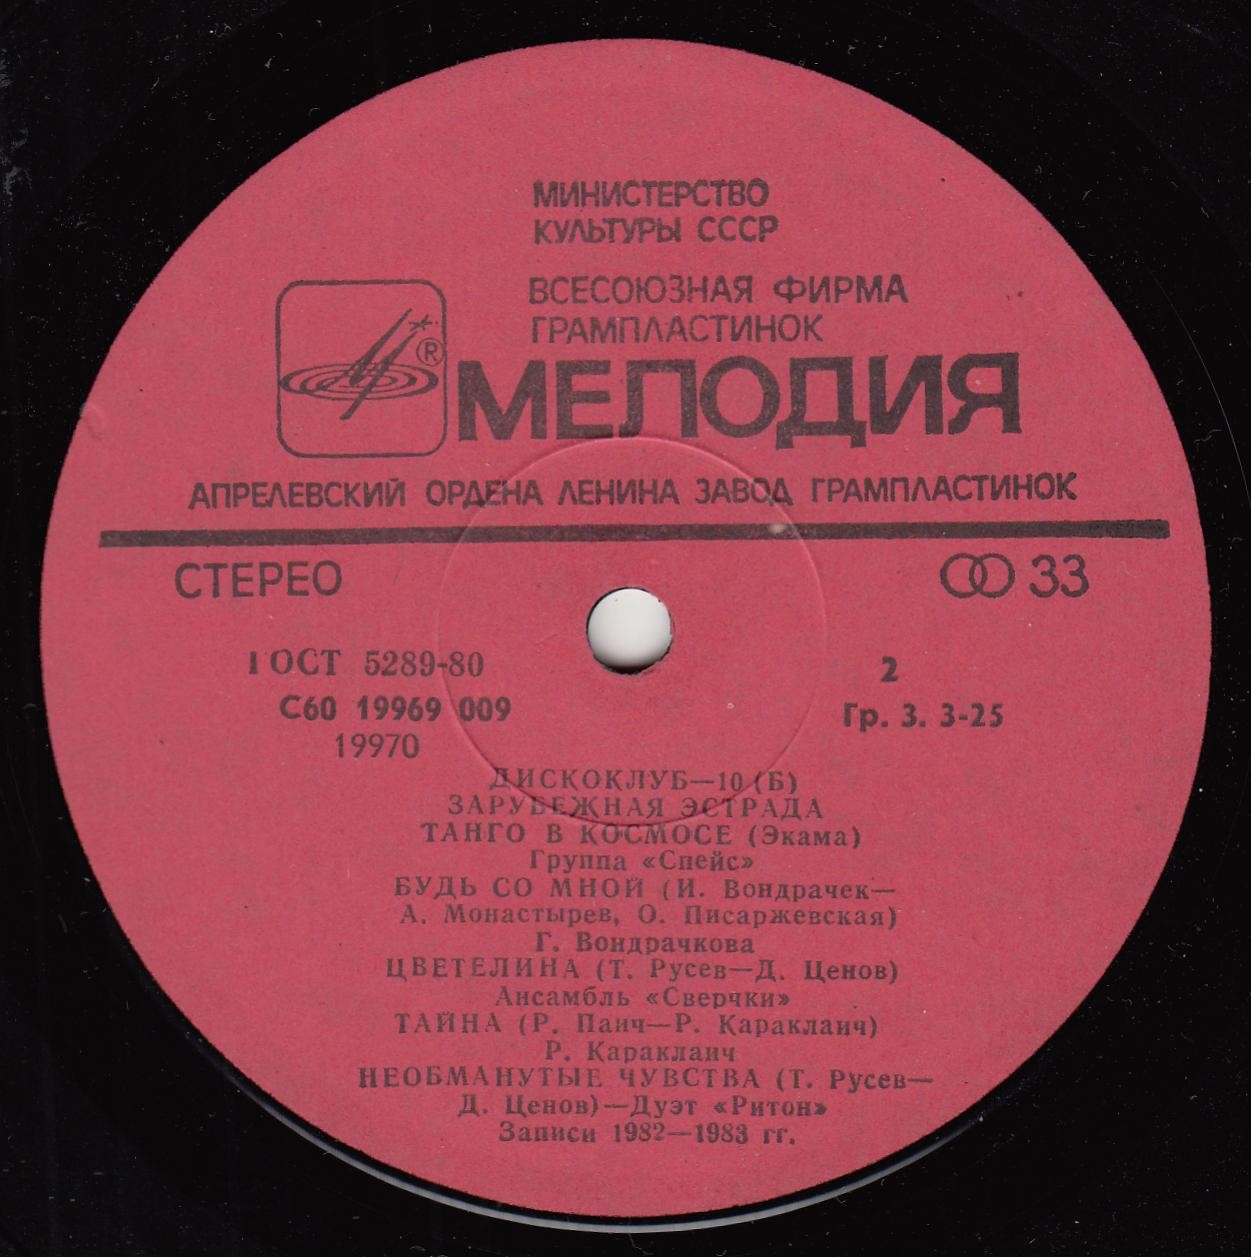 МИНИСТЕРСТВО
КУЛЬТУРЫ СССР
ВСЕСОЮЗНАЯ ФИРМА
ГРАМПЛАСТИНОК
®
МЕЛОДИЯ
АПРЕЛЕВСКИЙ ОРДЕНА ЛЕНИНА ЗАВОД ГРАМПЛАСТИНОК
СТЕРЕО
33
ГОСТ 5289-80
2
С60 19969 009
Гр. 3. 3-25
19970
ДИСКОКЛУБ—10 (Б)
ЗАРУБЕЖНАЯ ЭСТРАДА
ТАНГО В КОСМОСЕ (Экама)
Группа «Спейс»
БУДЬ СО МНОЙ (И. Вондрачек—
А. Монастырев, О. Писаржевская)
Г. Вондрачкова
ЦВЕТЕЛИНА (Т. Русев—Д. Ценов)
Ансамбль «Сверчки»
ТАЙНА (Р. Паич—Р. Караклаич)
Р. Караклаич
НЕОБМАНУТЫЕ ЧУВСТВА (Т. Русев—
Д. Ценов)—Дуэт «Ритон»
Записи 1982—1983 гг.